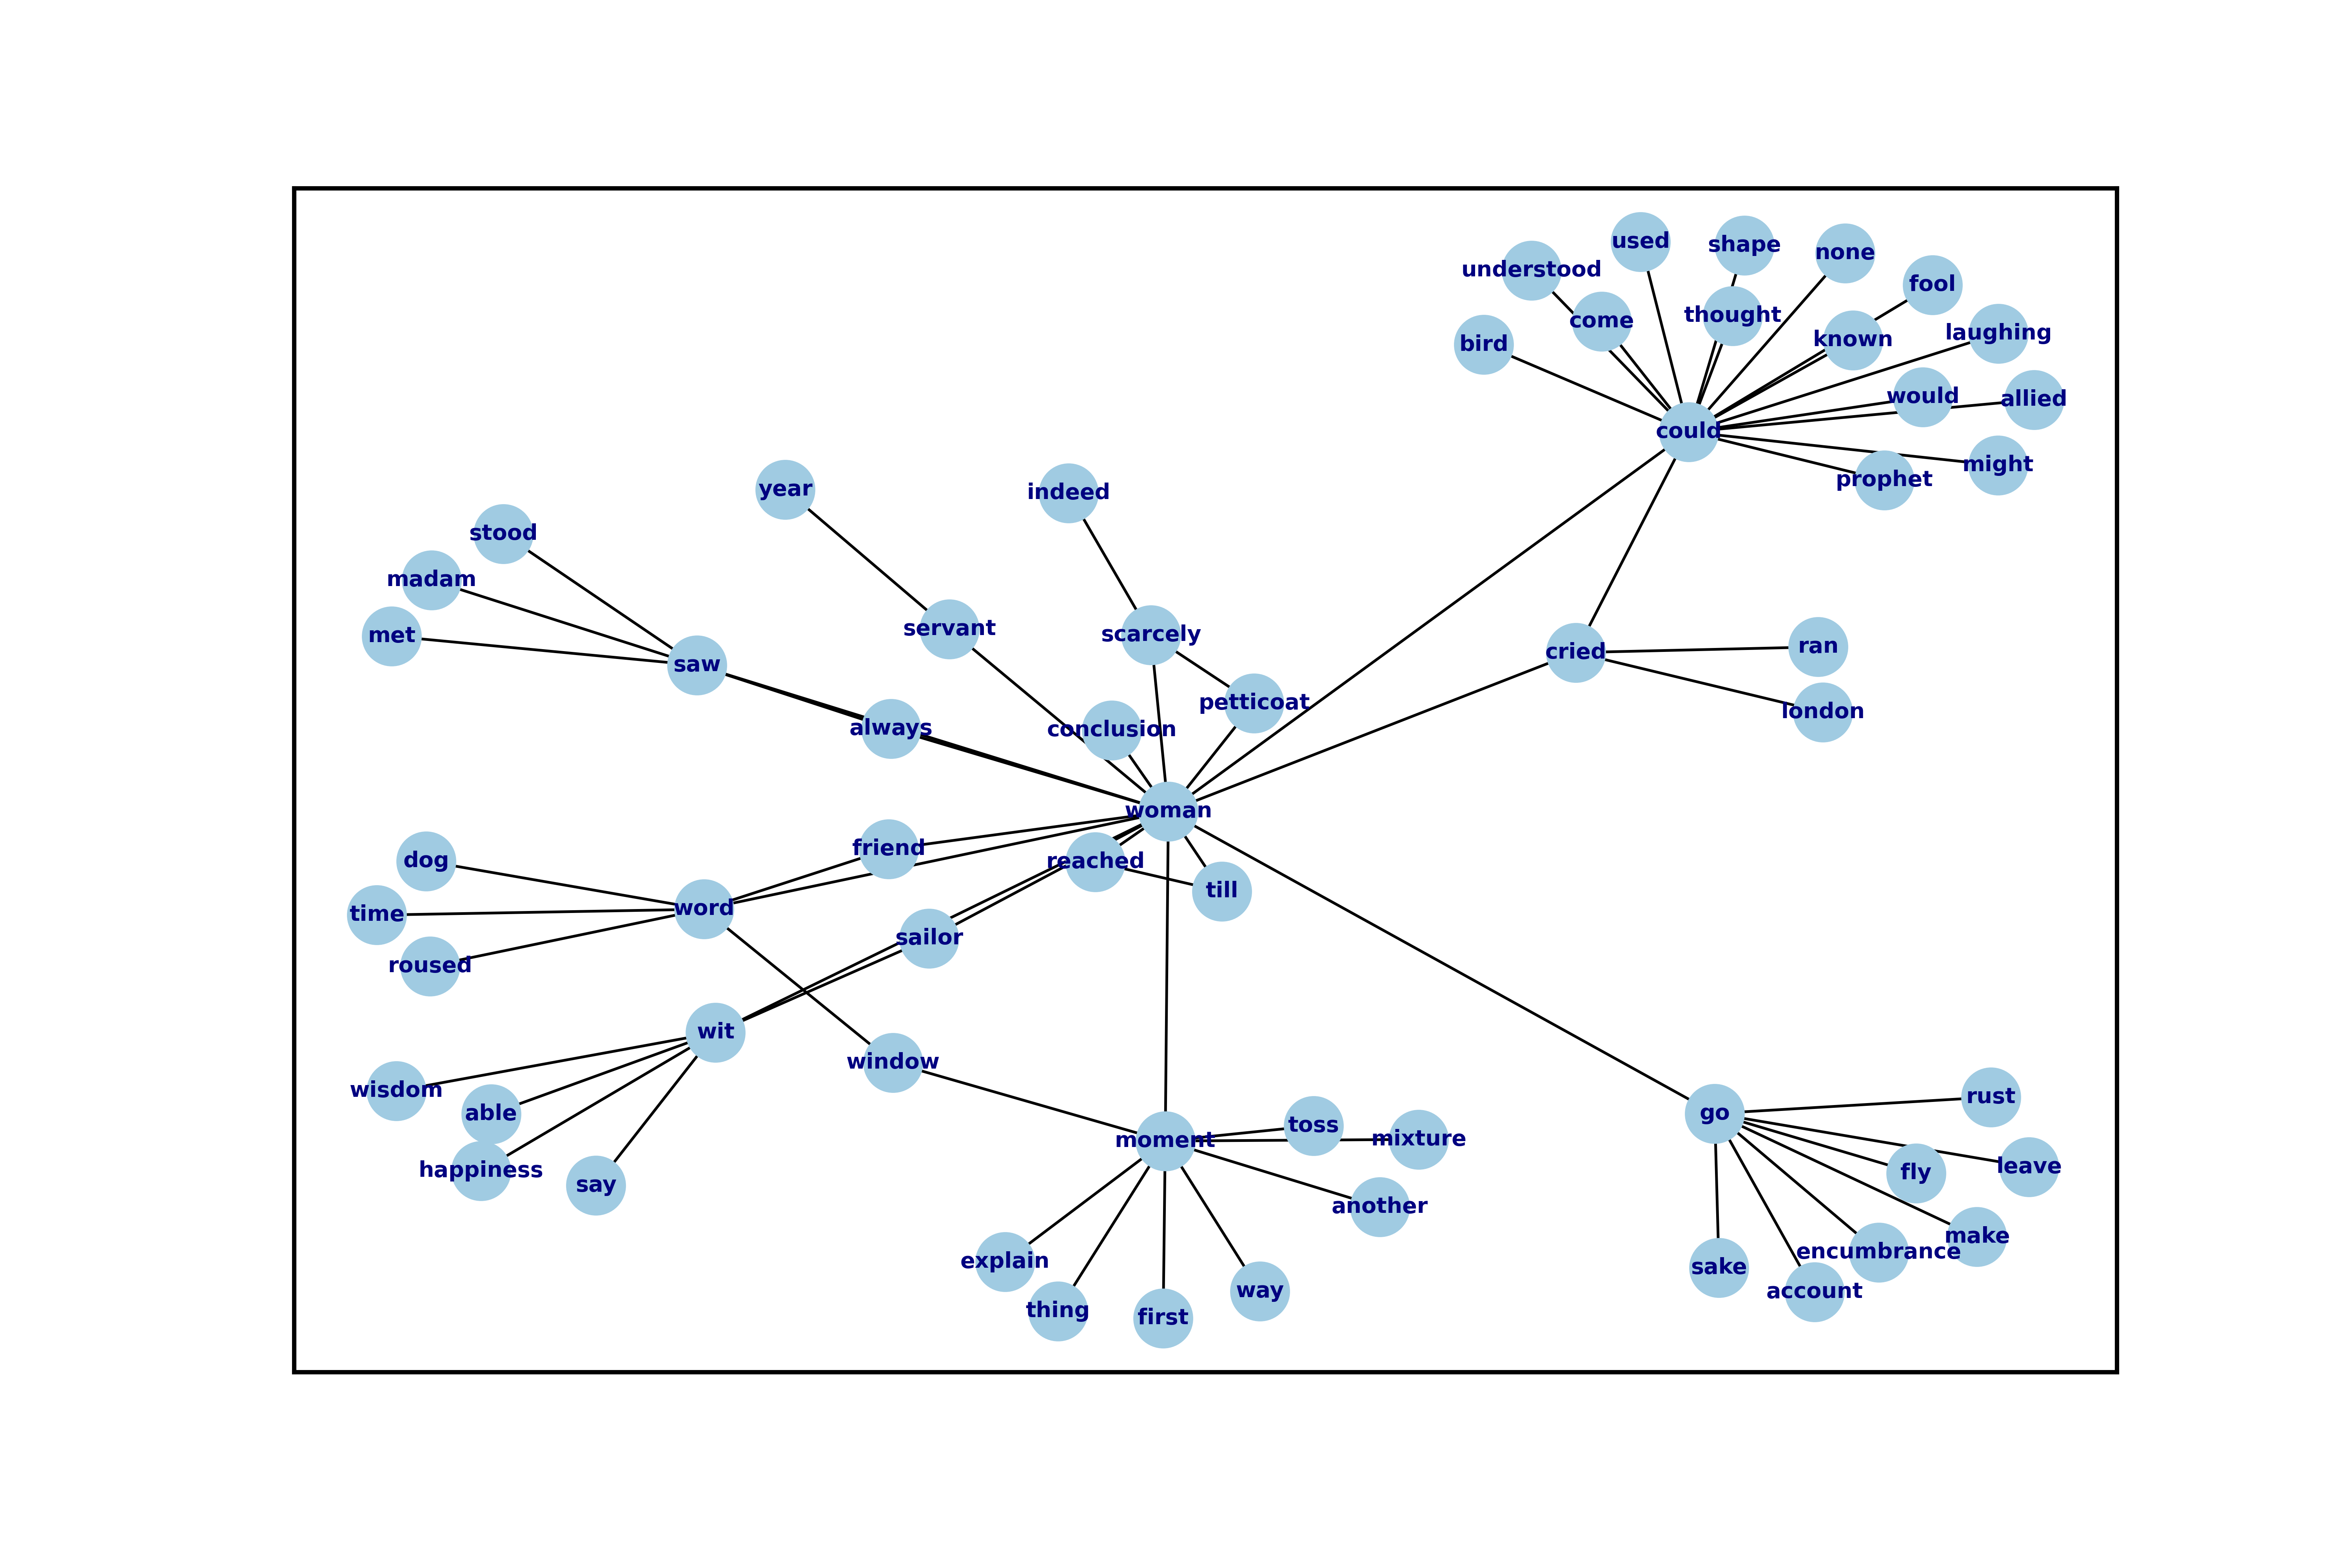 used
shape
none
understood
fool
come
thought
laughing
bird
known
would
allied
could
might
prophet
year
indeed
stood
madam
servant
scarcely
met
saw
cried
ran
petticoat
london
always
conclusion
woman
friend
dog
reached
till
word
time
sailor
roused
wit
window
wisdom
able
rust
go
toss
mixture
moment
leave
happiness
fly
say
another
make
encumbrance
explain
sake
account
way
thing
first